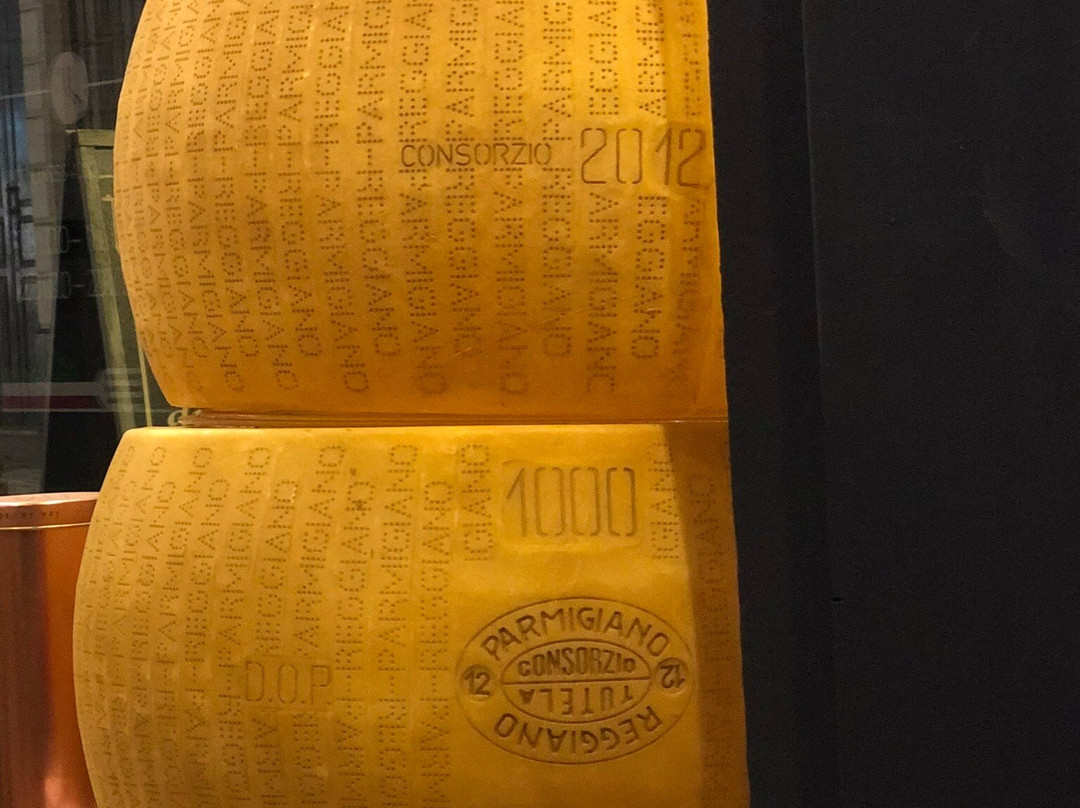 PARMIGIANO REGGIANO
CONSORZIO 2012
1000
D.O.P
PARMIGIANO
CONSORZIO
12 12
TUTELA
REGGIANO